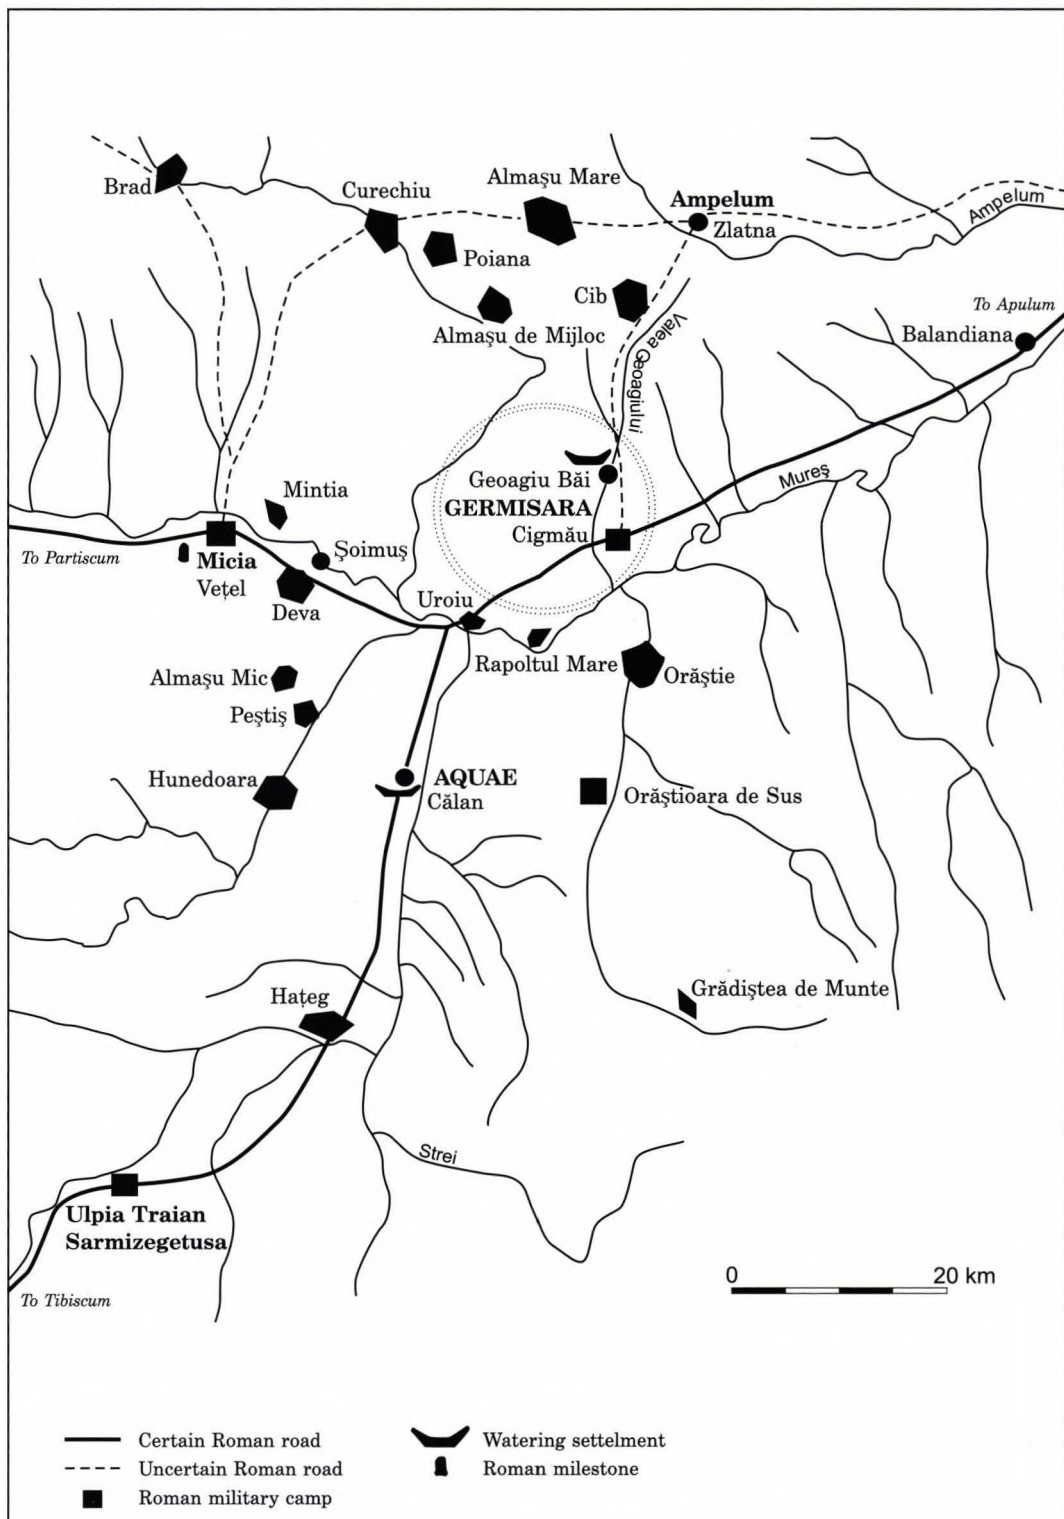 Brad
Curechiu
Almaşu Mare
Ampelum
Zlatna
Ampelum
Poiana
Cib
Almaşu de Mijloc
Valea Geoagiului
To Apulum
Balandiana
Geoagiu Băi
GERMISARA
Cigmău
Mureş
Mintia
Şoimuş
To Partiscum
Micia
Veţel
Deva
Uroiu
Rapoltul Mare
Orăştie
Almaşu Mic
Peştiş
Hunedoara
AQUAE
Călan
Orăştioara de Sus
Haţeg
Grădiştea de Munte
Strei
Ulpia Traian
Sarmizegetusa
To Tibiscum
0 20 km
Certain Roman road
Uncertain Roman road
Roman military camp
Watering settelment
Roman milestone